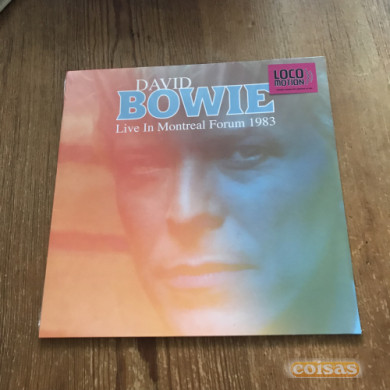 DAVID
BOWIE
Live In Montreal Forum 1983
LOCO
MOTION
coisas